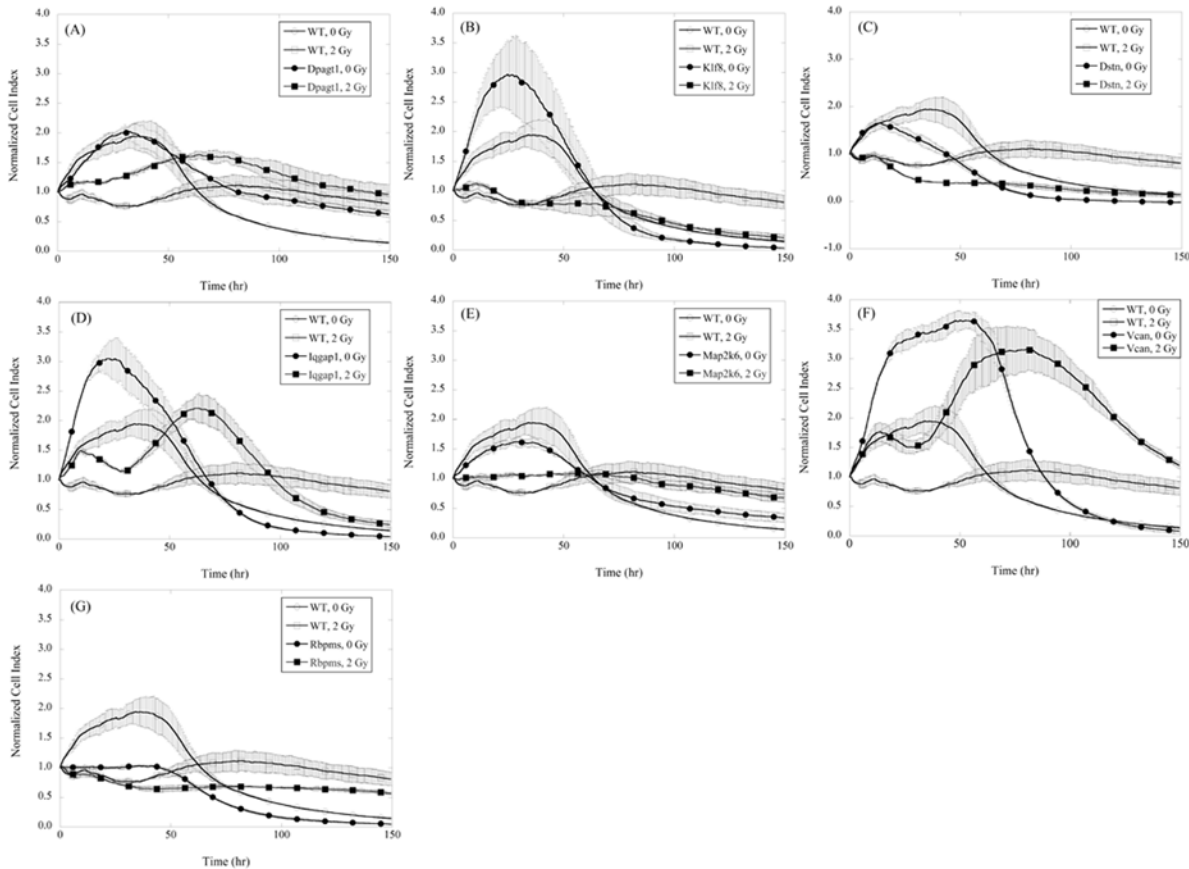 (A)
WT, 0 Gy
WT, 2 Gy
Dpagt1, 0 Gy
Dpagt1, 2 Gy
Normalized Cell Index
4.0
3.5
3.0
2.5
2.0
1.5
1.0
0.5
0.0
0 50 100 150
Time (hr)
(B)
WT, 0 Gy
WT, 2 Gy
Klf8, 0 Gy
Klf8, 2 Gy
Normalized Cell Index
4.0
3.5
3.0
2.5
2.0
1.5
1.0
0.5
0.0
0 50 100 150
Time (hr)
(C)
WT, 0 Gy
WT, 2 Gy
Dstn, 0 Gy
Dstn, 2 Gy
Normalized Cell Index
4.0
3.0
2.0
1.0
0.0
-1.0
0 50 100 150
Time (hr)
(D)
WT, 0 Gy
WT, 2 Gy
Iqgap1, 0 Gy
Iqgap1, 2 Gy
Normalized Cell Index
4.0
3.5
3.0
2.5
2.0
1.5
1.0
0.5
0.0
0 50 100 150
Time (hr)
(E)
WT, 0 Gy
WT, 2 Gy
Map2k6, 0 Gy
Map2k6, 2 Gy
Normalized Cell Index
4.0
3.5
3.0
2.5
2.0
1.5
1.0
0.5
0.0
0 50 100 150
Time (hr)
(F)
WT, 0 Gy
WT, 2 Gy
Vcan, 0 Gy
Vcan, 2 Gy
Normalized Cell Index
4.0
3.5
3.0
2.5
2.0
1.5
1.0
0.5
0.0
0 50 100 150
Time (hr)
(G)
WT, 0 Gy
WT, 2 Gy
Rbpms, 0 Gy
Rbpms, 2 Gy
Normalized Cell Index
4.0
3.5
3.0
2.5
2.0
1.5
1.0
0.5
0.0
0 50 100 150
Time (hr)